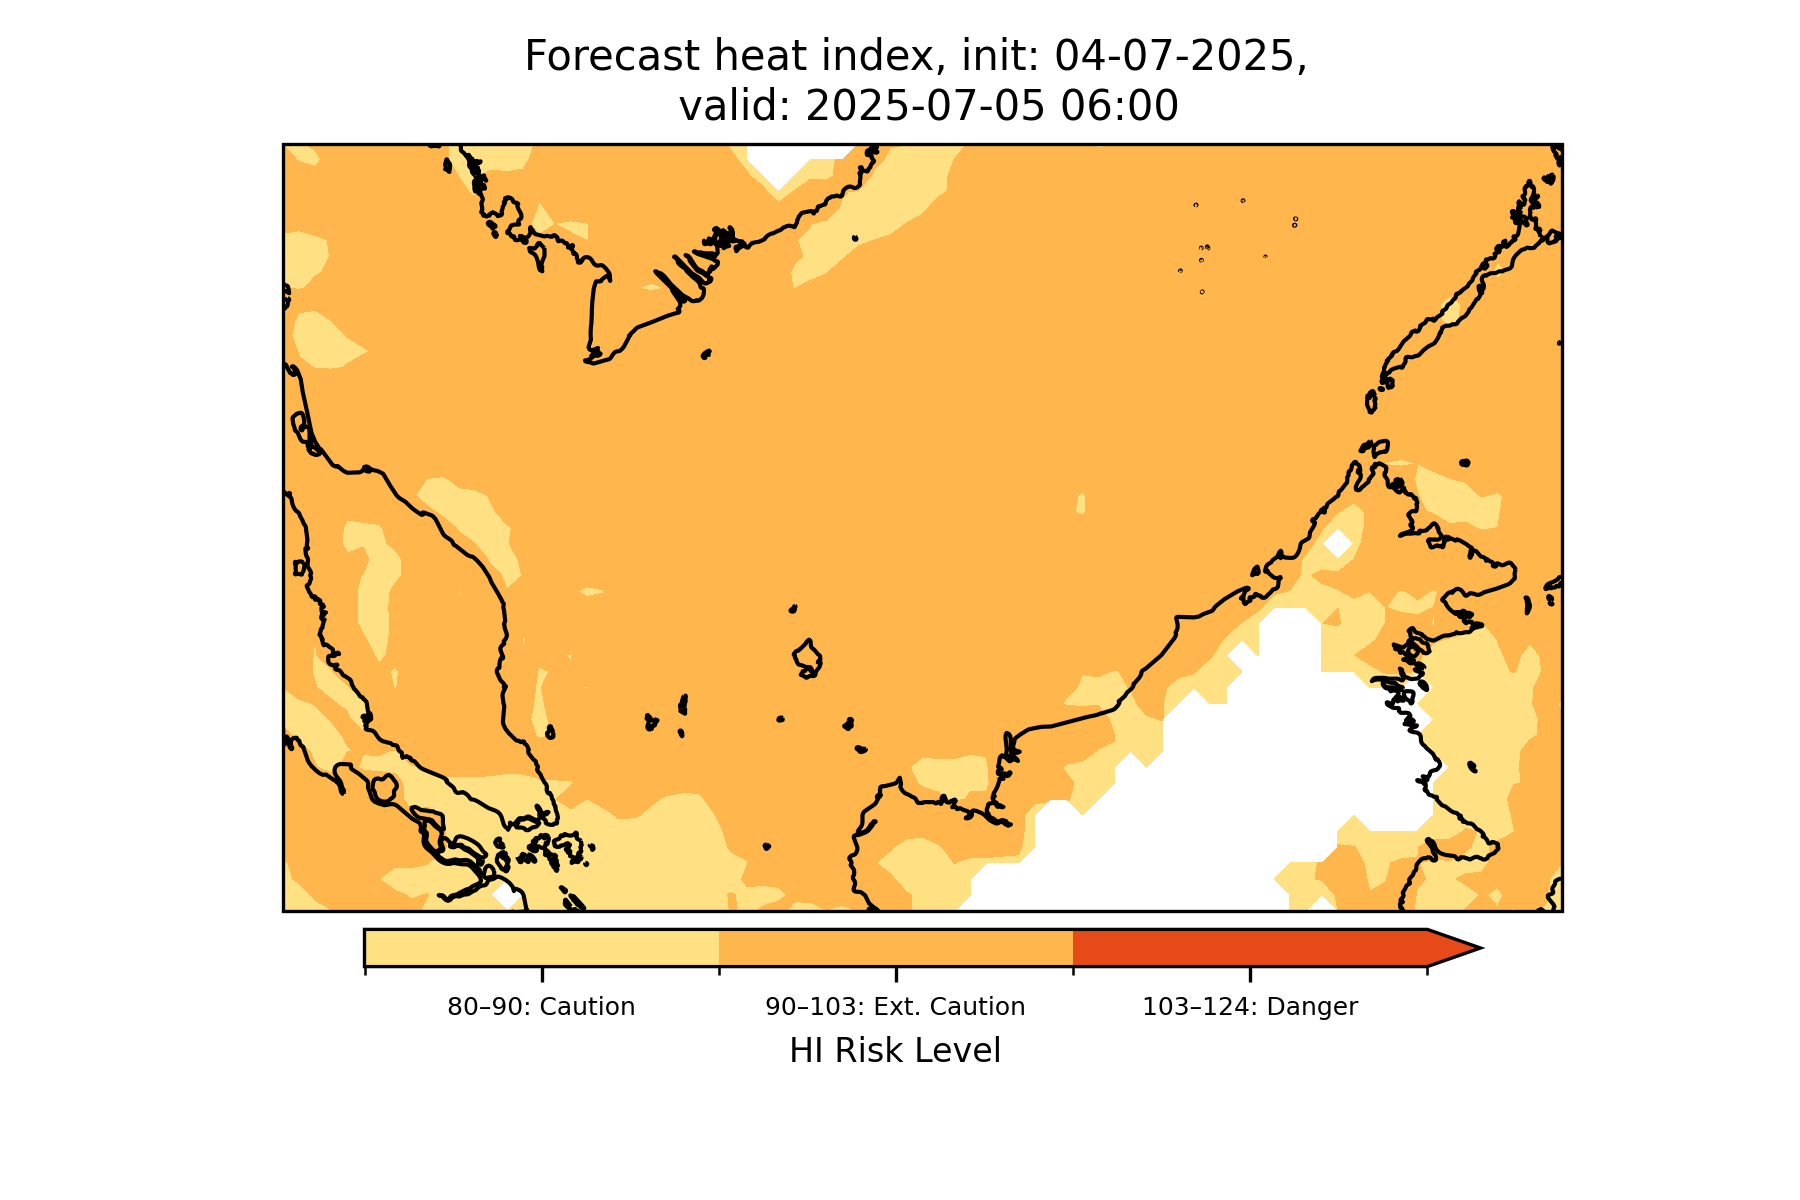 Forecast heat index, init: 04-07-2025,
valid: 2025-07-05 06:00
80–90: Caution
90–103: Ext. Caution
103–124: Danger
HI Risk Level